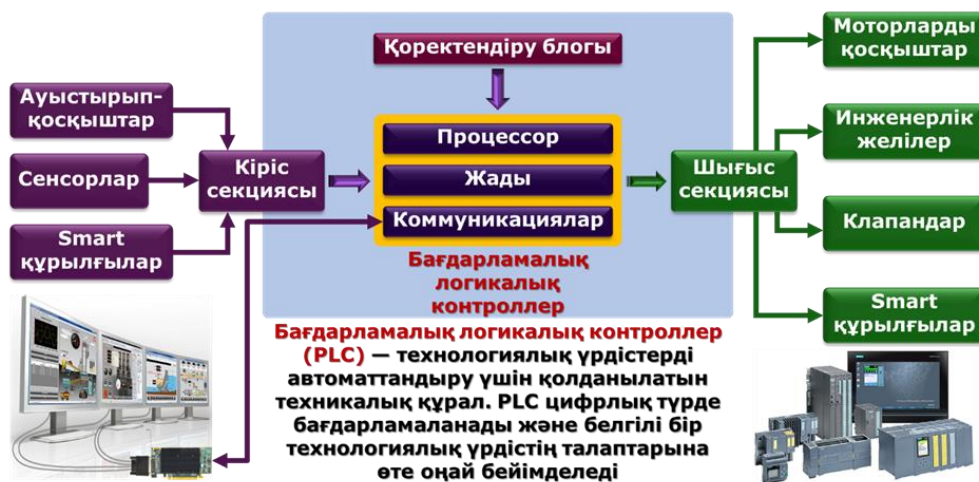 Қоректендіру блогы
Ауыстырып-
қосқыштар
Сенсорлар
Smart
құрылғылар
Кіріс
секциясы
Процессор
Жады
Коммуникациялар
Бағдарламалық
логикалық
контроллер
Шығыс
секциясы
Моторларды
қосқыштар
Инженерлік
желілер
Клапандар
Smart
құрылғылар
Бағдарламалық логикалық контроллер
(PLC) — технологиялық үрдістерді
автоматтандыру үшін қолданылатын
техникалық құрал. PLC цифрлық түрде
бағдарламаланады және белгілі бір
технологиялық үрдістің талаптарына
өте оңай бейімделеді